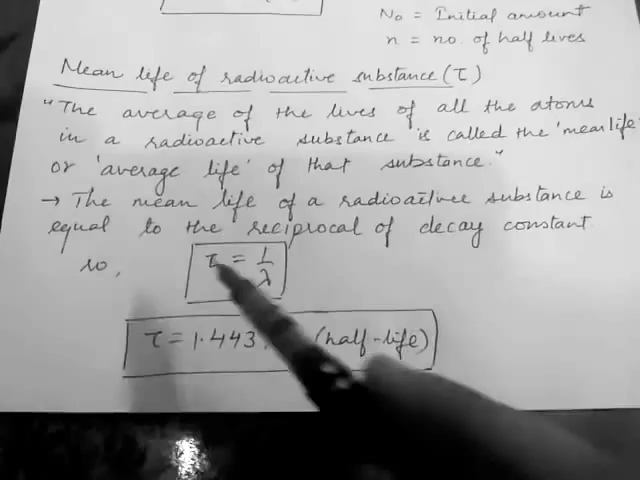 N₀ = Initial amount
n = no. of half lives
Mean life of radioactive substance (τ)
"The average of the lives of all the atoms
in a radioactive substance is called the 'mean life'
or 'average life' of that substance."
→ The mean life of a radioactive substance is
equal to the reciprocal of decay constant
so, τ = 1/λ
τ = 1.443 (half-life)